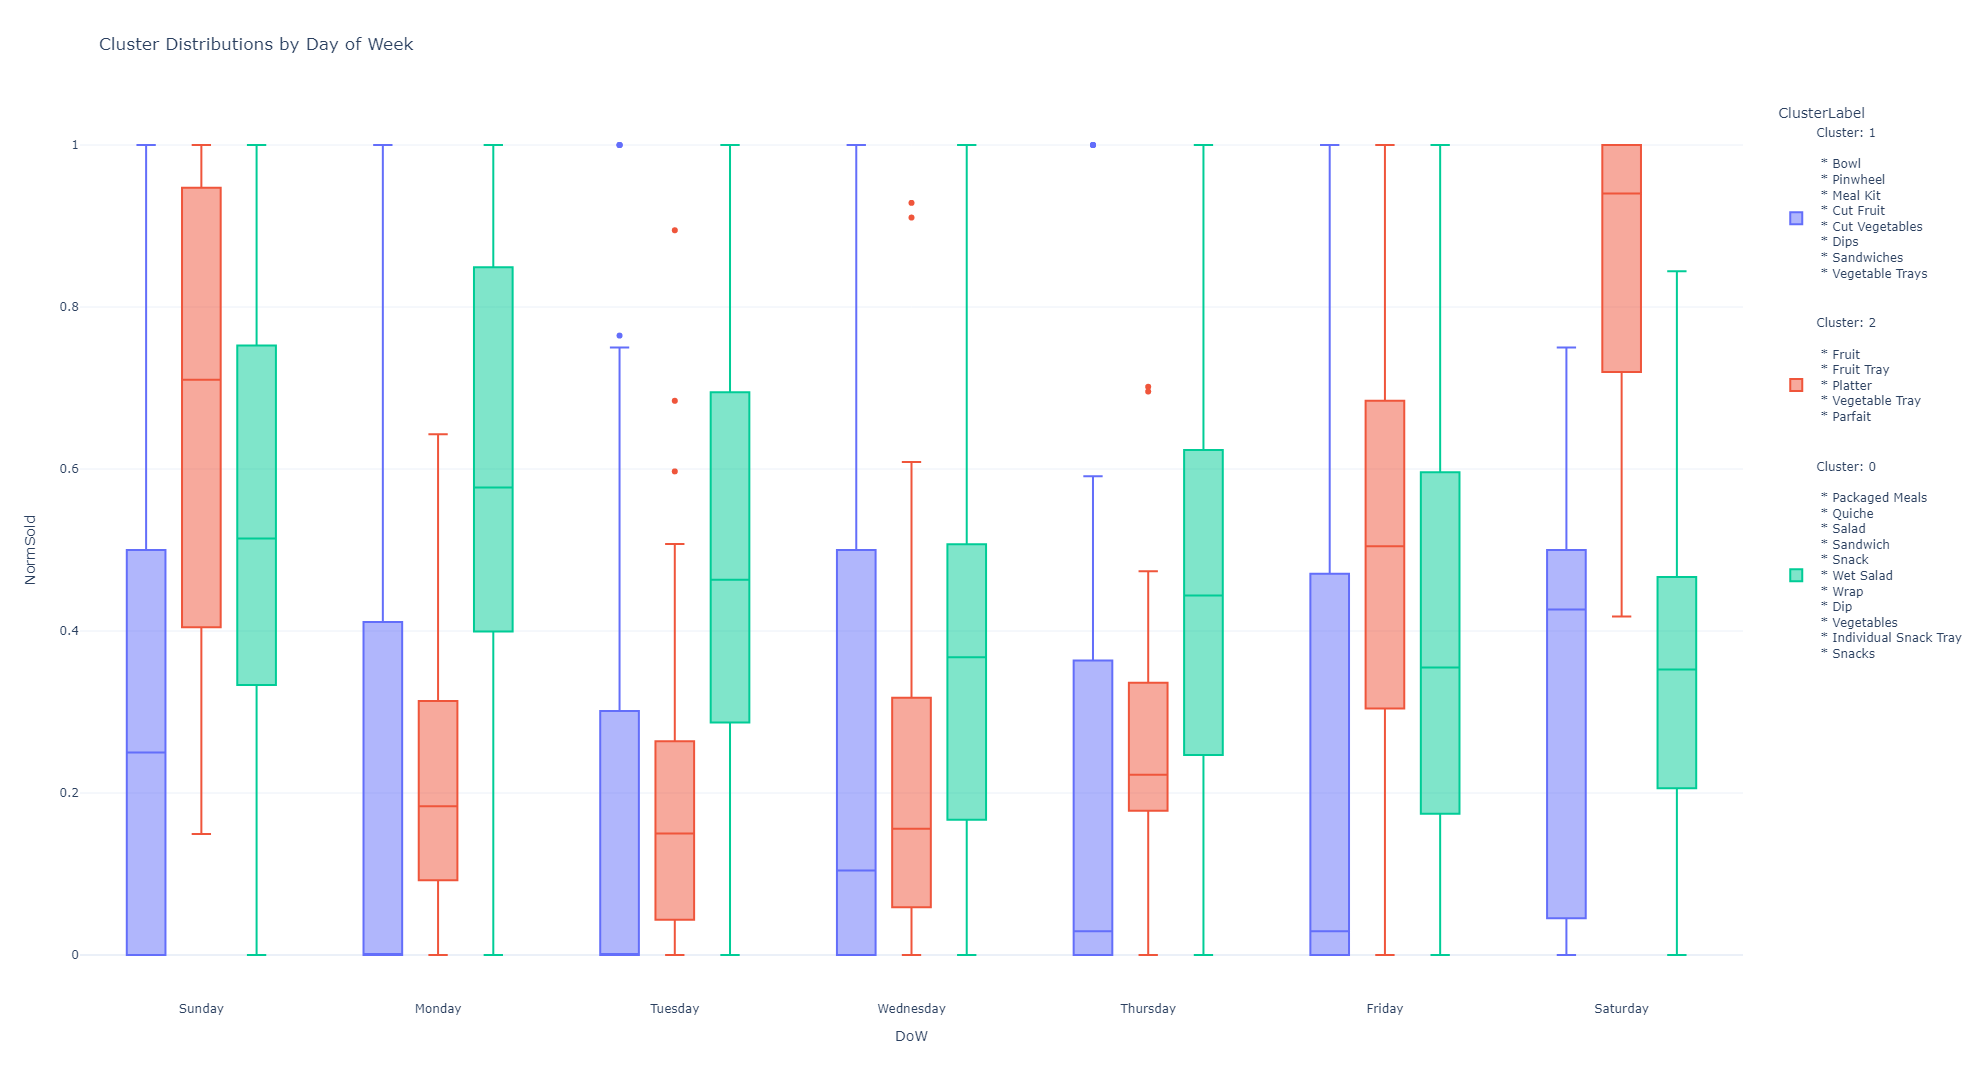 Cluster Distributions by Day of Week
ClusterLabel
Cluster: 1
* Bowl
* Pinwheel
* Meal Kit
* Cut Fruit
* Cut Vegetables
* Dips
* Sandwiches
* Vegetable Trays
Cluster: 2
* Fruit
* Fruit Tray
* Platter
* Vegetable Tray
* Parfait
Cluster: 0
* Packaged Meals
* Quiche
* Salad
* Sandwich
* Snack
* Wet Salad
* Wrap
* Dip
* Vegetables
* Individual Snack Tray
* Snacks
NormSold
1
0.8
0.6
0.4
0.2
0
Sunday Monday Tuesday Wednesday Thursday Friday Saturday
DoW